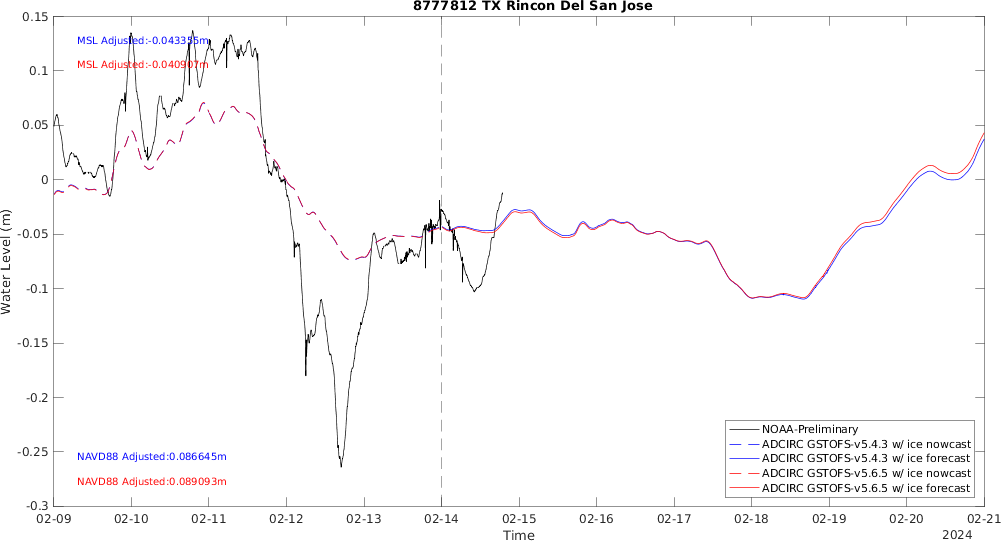 8777812 TX Rincon Del San Jose
0.15
0.1
0.05
0
-0.05
-0.1
-0.15
-0.2
-0.25
-0.3
Water Level (m)
MSL Adjusted:-0.043355m
MSL Adjusted:-0.040907m
NAVD88 Adjusted:0.086645m
NAVD88 Adjusted:0.089093m
NOAA-Preliminary
ADCIRC GSTOFS-v5.4.3 w/ ice nowcast
ADCIRC GSTOFS-v5.4.3 w/ ice forecast
ADCIRC GSTOFS-v5.6.5 w/ ice nowcast
ADCIRC GSTOFS-v5.6.5 w/ ice forecast
02-09 02-10 02-11 02-12 02-13 02-14 02-15 02-16 02-17 02-18 02-19 02-20 02-21
Time
2024